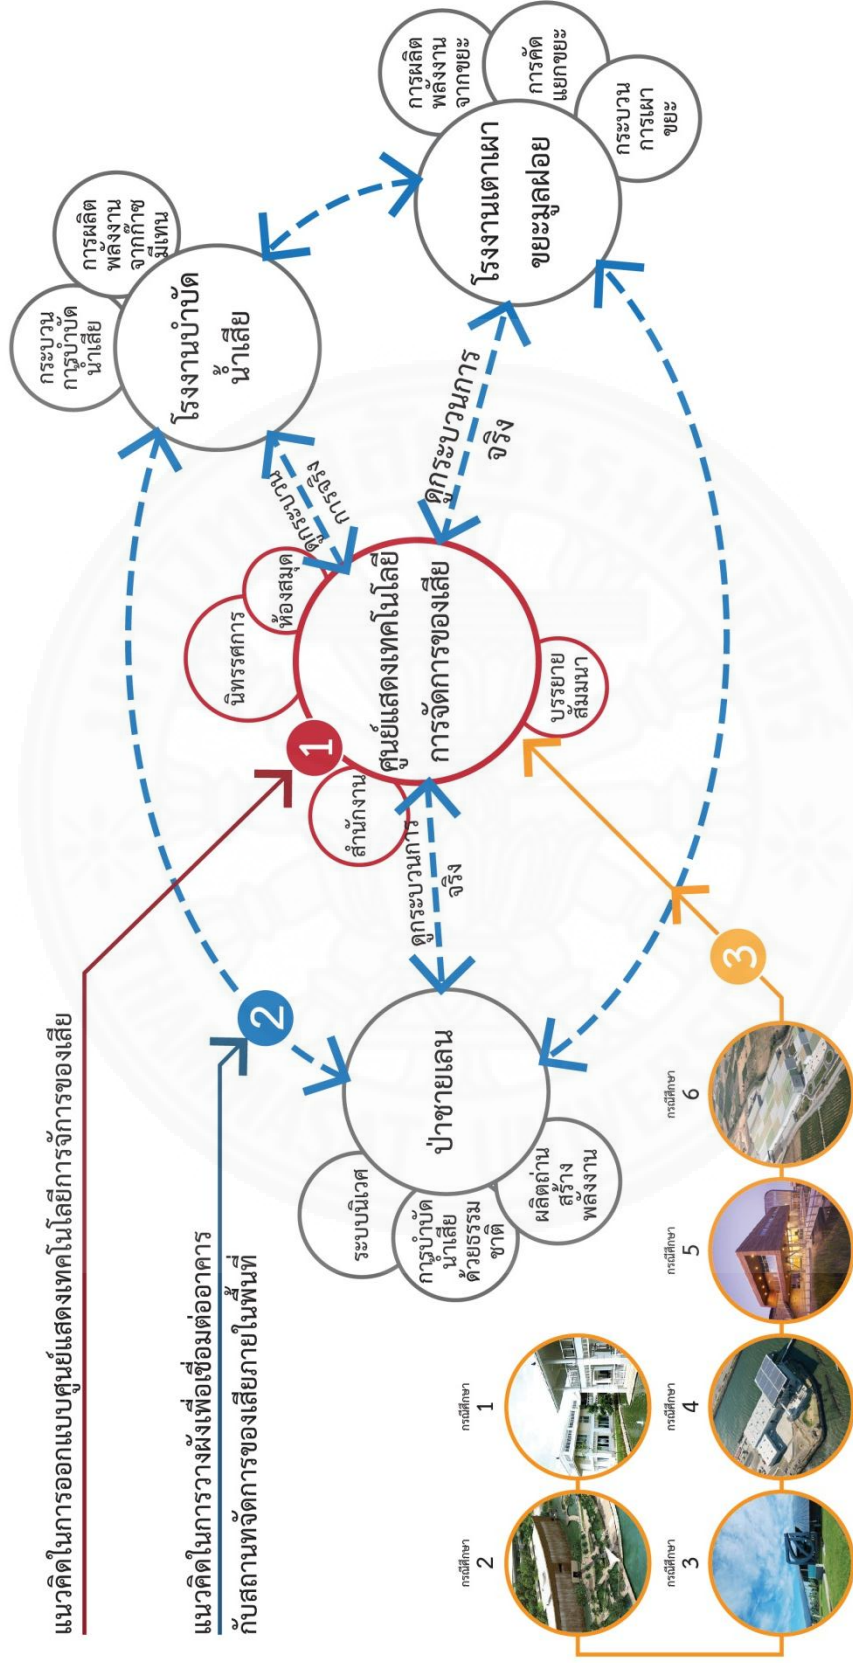 แนวคิดในการออกแบบศูนย์แสดงเทคโนโลยีการจัการของเสีย
แนวคิดในการวางผังเพื่อเชื่อมต่ออาคาร
กับสถานทจัดการของเสียภายในพื้นที่
1
2
3
ศูนย์แสดงเทคโนโลยี
การจัดการของเสีย
สำนักงาน
นิทรรศการ
ห้องสมุด
บรรยาย
สัมมนา
ดูกระบวนการ
จริง
ดูกระบวน
การจริง
ดูกระบวนการ
จริง
ป่าชายเลน
ระบบนิเวศ
การบำบัด
น้ำเสีย
ด้วยธรรม
ชาติ
ผลิตถ่าน
สร้าง
พลังงาน
โรงงานบำบัด
น้ำเสีย
กระบวน
การบำบัด
น้ำเสีย
การผลิต
พลังงาน
จากก๊าซ
มีเทน
โรงงานเตาเผา
ขยะมูลฝอย
การผลิต
พลังงาน
จากขยะ
การคัด
แยกขยะ
กระบวน
การเผา
ขยะ
กรณีศึกษา
1
กรณีศึกษา
2
กรณีศึกษา
3
กรณีศึกษา
4
กรณีศึกษา
5
กรณีศึกษา
6